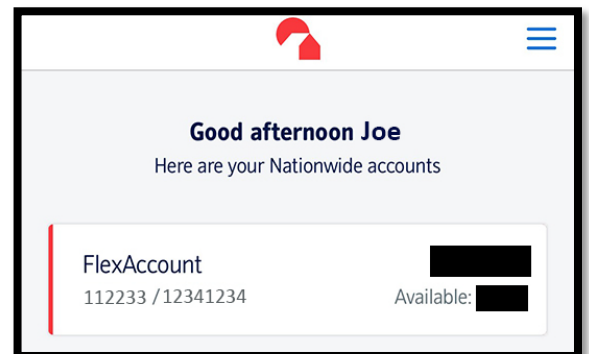 Good afternoon Joe
Here are your Nationwide accounts
FlexAccount
112233 /12341234
Available: